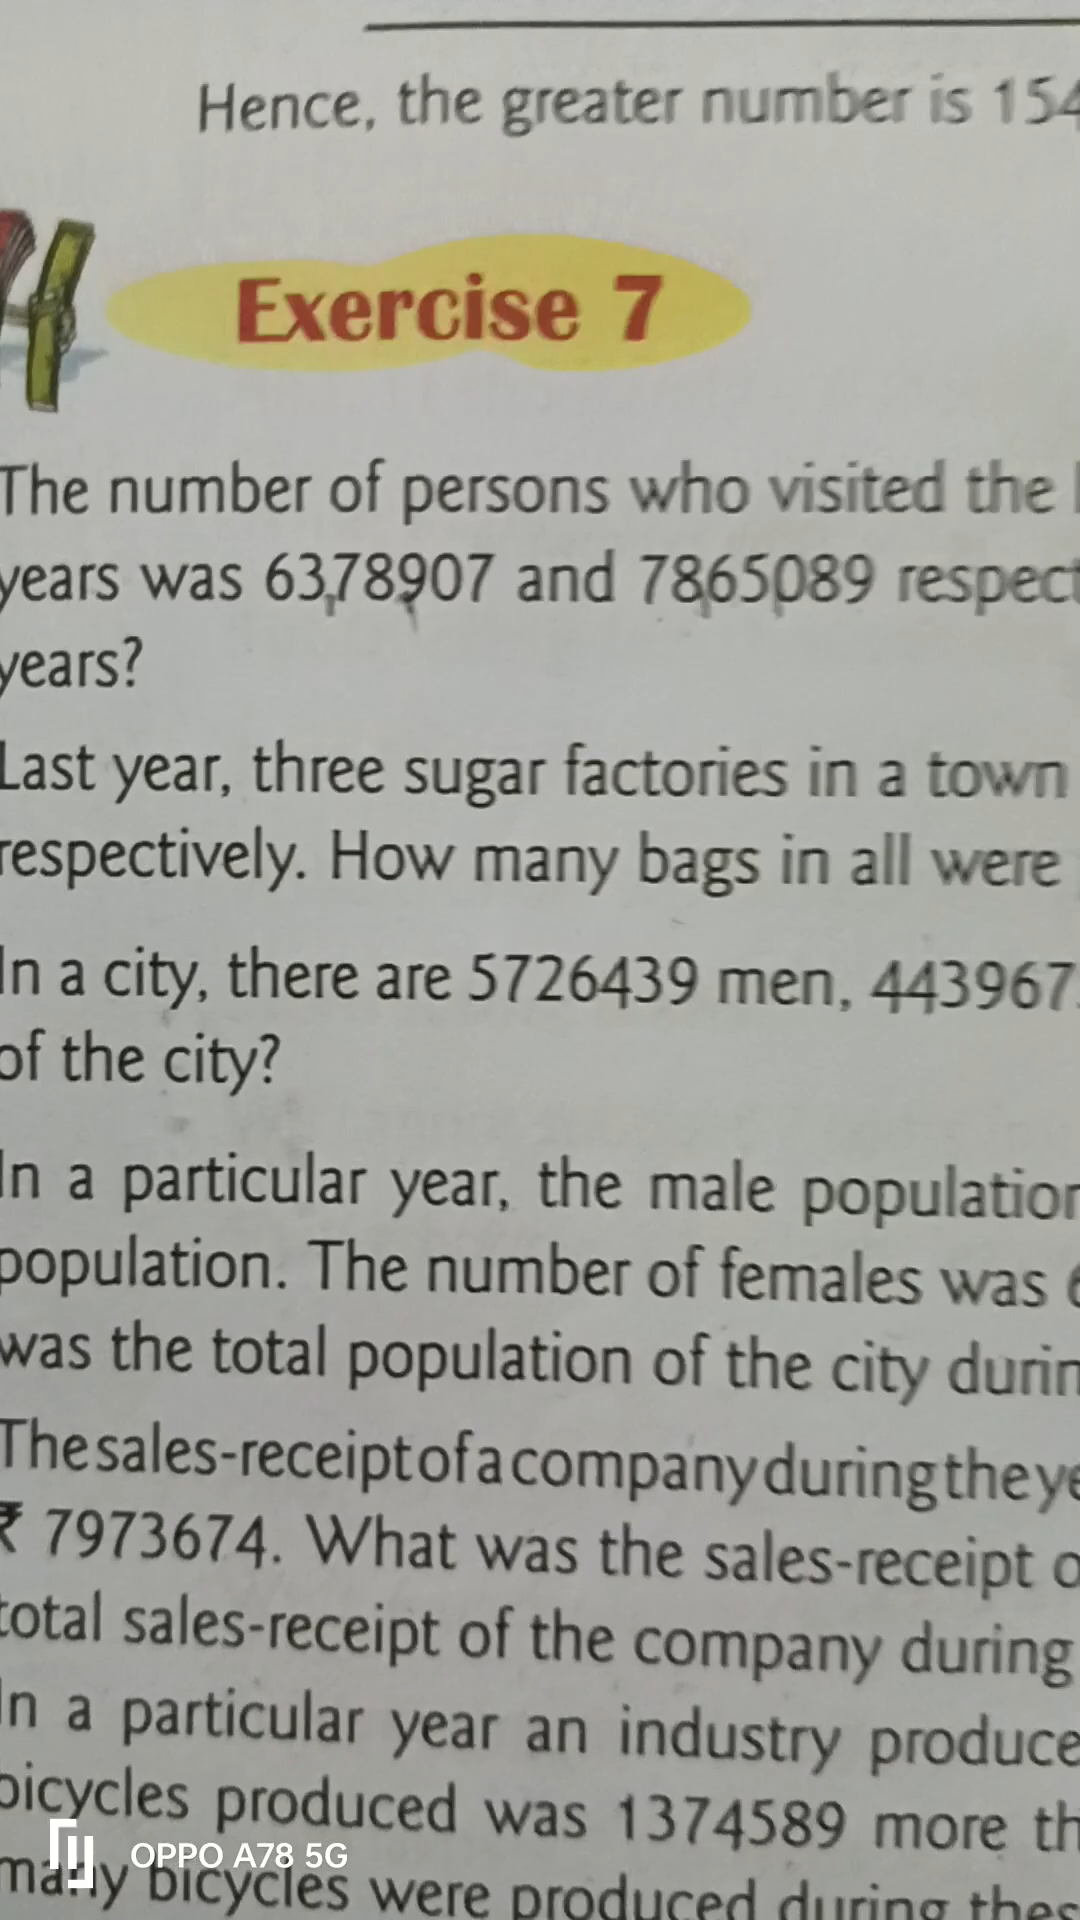 Hence, the greater number is 154
Exercise 7
The number of persons who visited the
years was 6378907 and 7865089 respect
years?
Last year, three sugar factories in a town
respectively. How many bags in all were
In a city, there are 5726439 men, 443967
of the city?
In a particular year, the male population
population. The number of females was 6
was the total population of the city durin
The sales-receipt of a company during the ye
₹ 7973674. What was the sales-receipt o
total sales-receipt of the company during
In a particular year an industry produce
bicycles produced was 1374589 more th
many bicycles were produced during thes
OPPO A78 5G